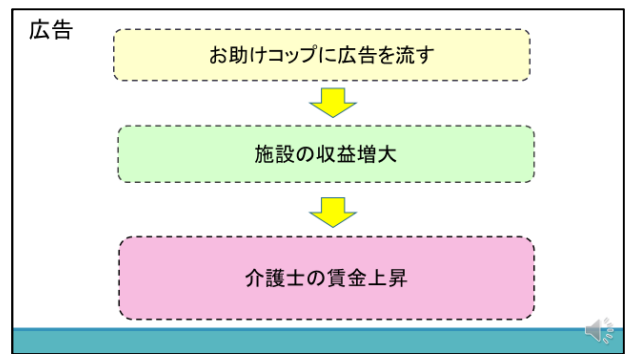 広告
お助けコップに広告を流す
施設の収益増大
介護士の賃金上昇